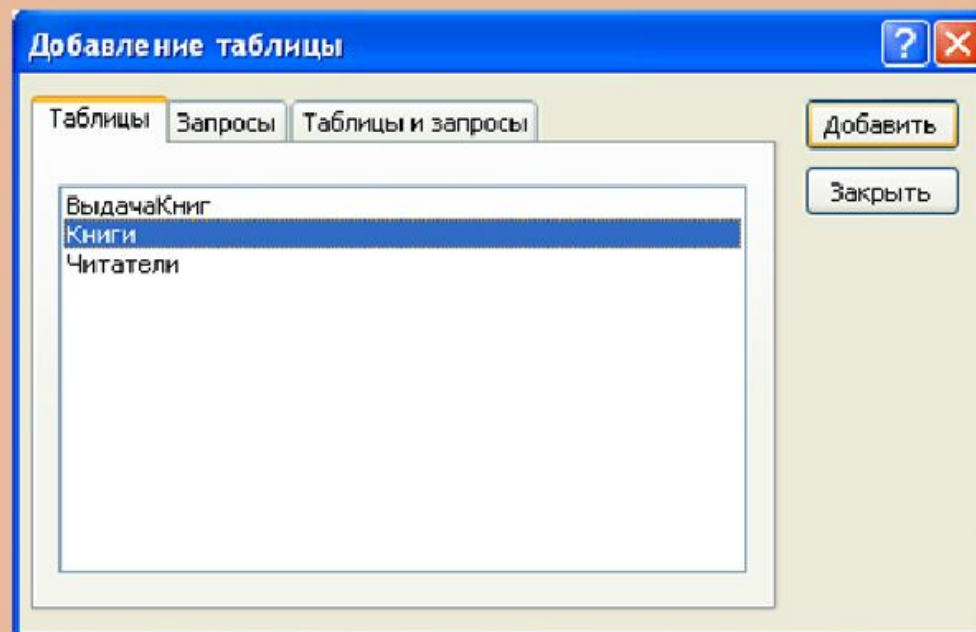 Добавление таблицы
?
Таблицы Запросы Таблицы и запросы
Добавить
Закрыть
ВыдачаКниг
Книги
Читатели